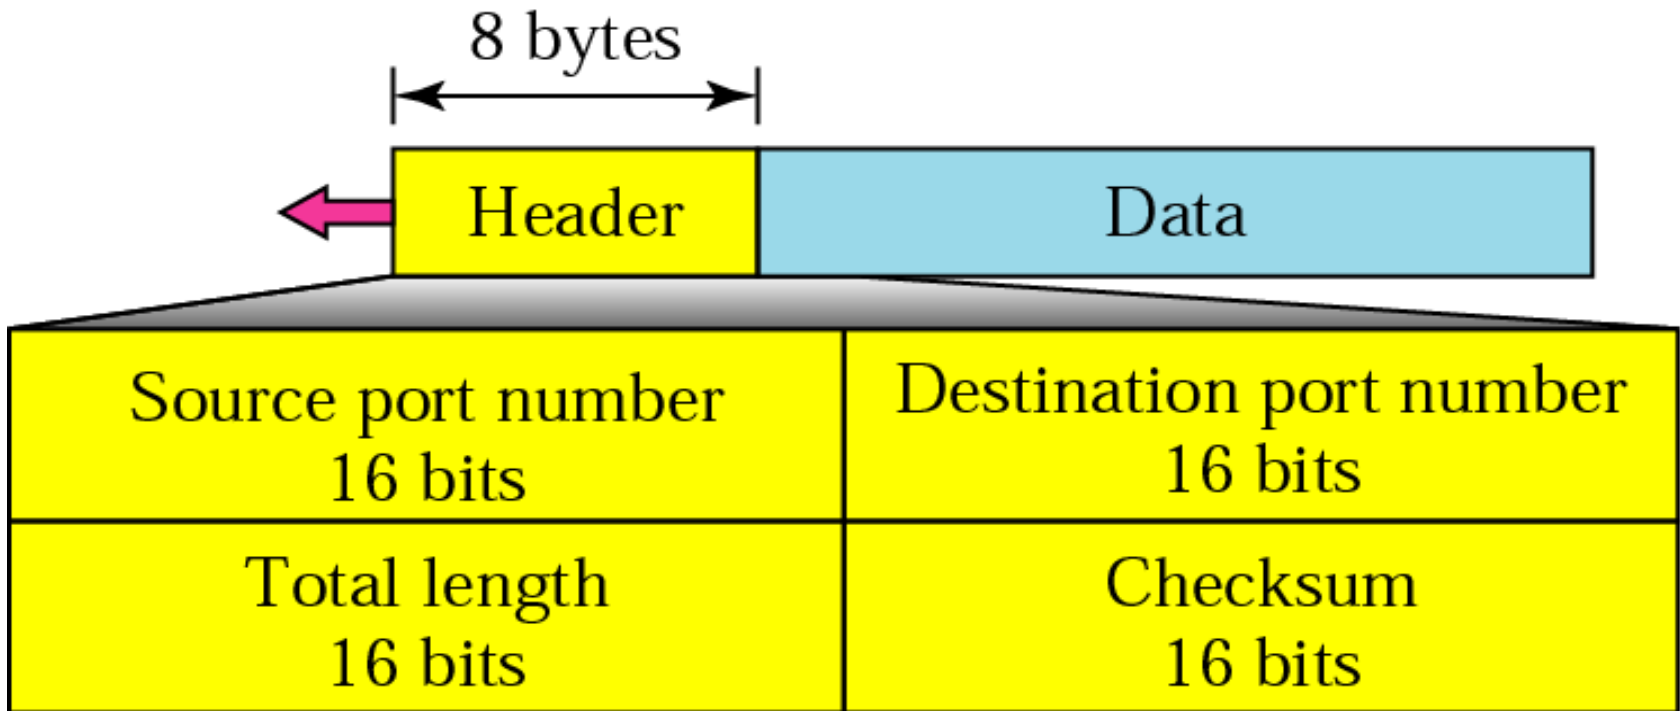 8 bytes
Header
Data
Source port number
16 bits
Destination port number
16 bits
Total length
16 bits
Checksum
16 bits